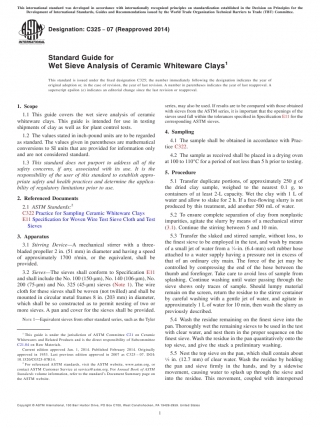 This international standard was developed in accordance with internationally recognized principles on standardization established in the Decision on Principles for the
Development of International Standards, Guides and Recommendations issued by the World Trade Organization Technical Barriers to Trade (TBT) Committee.
Designation: C325 − 07 (Reapproved 2014)
Standard Guide for
Wet Sieve Analysis of Ceramic Whiteware Clays¹
This standard is issued under the fixed designation C325; the number immediately following the designation indicates the year of
original adoption or, in the case of revision, the year of last revision. A number in parentheses indicates the year of last reapproval. A
superscript epsilon (ε) indicates an editorial change since the last revision or reapproval.
1. Scope
1.1 This guide covers the wet sieve analysis of ceramic
whiteware clays. This guide is intended for use in testing
shipments of clay as well as for plant control tests.
1.2 The values stated in inch-pound units are to be regarded
as standard. The values given in parentheses are mathematical
conversions to SI units that are provided for information only
and are not considered standard.
1.3 This standard does not purport to address all of the
safety concerns, if any, associated with its use. It is the
responsibility of the user of this standard to establish appro-
priate safety and health practices and determine the applica-
bility of regulatory limitations prior to use.
2. Referenced Documents
2.1 ASTM Standards:²
C322 Practice for Sampling Ceramic Whiteware Clays
E11 Specification for Woven Wire Test Sieve Cloth and Test
Sieves
3. Apparatus
3.1 Stirring Device—A mechanical stirrer with a three-
bladed propeller 2 in. (51 mm) in diameter and having a speed
of approximately 1700 r/min, or the equivalent, shall be
provided.
3.2 Sieves—The sieves shall conform to Specification E11
and shall include the No. 100 (150-µm), No. 140 (106-µm), No.
200 (75-µm) and No. 325 (45-µm) sieves (Note 1). The wire
cloth for these sieves shall be woven (not twilled) and shall be
mounted in circular metal frames 8 in. (203 mm) in diameter,
which shall be so constructed as to permit nesting of two or
more sieves. A pan and cover for the sieves shall be provided.
NOTE 1—Equivalent sieves from other standard series, such as the Tyler
series, may also be used. If results are to be compared with those obtained
with sieves from the ASTM series, it is important that the openings of the
sieves used fall within the tolerances specified in Specification E11 for the
corresponding ASTM sieves.
4. Sampling
4.1 The sample shall be obtained in accordance with Prac-
tice C322.
4.2 The sample as received shall be placed in a drying oven
at 100 to 110°C for a period of not less than 5 h prior to testing.
5. Procedure
5.1 Transfer duplicate portions, of approximately 250 g of
the dried clay sample, weighed to the nearest 0.1 g, to
containers of at least 2-L capacity. Wet the clay with 1 L of
water and allow to slake for 2 h. If a free-flowing slurry is not
produced by this treatment, add another 500 mL of water.
5.2 To ensure complete separation of clay from nonplastic
impurities, agitate the slurry by means of a mechanical stirrer
(3.1). Continue the stirring between 5 and 10 min.
5.3 Transfer the slaked and stirred sample, without loss, to
the finest sieve to be employed in the test, and wash by means
of a small jet of water from a ¼ in. (6.4-mm) soft rubber hose
attached to a water supply having a pressure not in excess of
that of an ordinary city main. The force of the jet may be
controlled by compressing the end of the hose between the
thumb and forefinger. Take care to avoid loss of sample from
splashing. Continue washing until water passing through the
sieve shows only traces of sample. Should lumpy material
remain on the screen, return the residue to the stirrer container
by careful washing with a gentle jet of water, and agitate in
approximately 1 L of water for 10 min, then wash the slurry as
previously described.
5.4 Wash the residue remaining on the finest sieve into the
pan. Thoroughly wet the remaining sieves to be used in the test
with clear water, and nest them in the proper sequence on the
finest sieve. Wash the residue in the pan quantitatively onto the
top sieve, and give the stack a preliminary washing.
5.5 Nest the top sieve on the pan, which shall contain about
½ in. (12.7 mm) of clear water. Wash the residue by holding
the pan and sieve firmly in the hands, and by a sidewise
movement, causing water to splash up through the sieve and
into the residue. This movement, coupled with interspersed
¹ This guide is under the jurisdiction of ASTM Committee C21 on Ceramic
Whitewares and Related Products and is the direct responsibility of Subcommittee
C21.04 on Raw Materials.
Current edition approved Jan. 1, 2014. Published February 2014. Originally
approved in 1953. Last previous edition approved in 2007 as C325 – 07. DOI:
10.1520/C0325-07R14.
² For referenced ASTM standards, visit the ASTM website, www.astm.org, or
contact ASTM Customer Service at service@astm.org. For Annual Book of ASTM
Standards volume information, refer to the standard's Document Summary page on
the ASTM website.
Copyright © ASTM International, 100 Barr Harbor Drive, PO Box C700, West Conshohocken, PA 19428-2959. United States
1